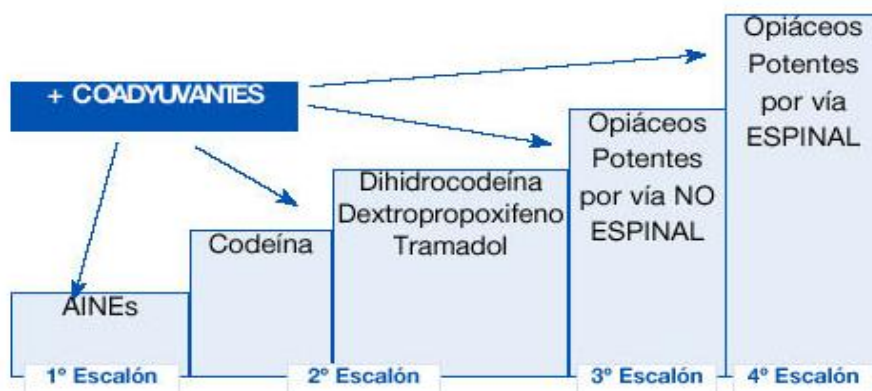 + COADYUVANTES
AINEs
Codeína
Dihidrocodeína
Dextropropoxifeno
Tramadol
Opiáceos
Potentes
por vía NO
ESPINAL
Opiáceos
Potentes
por vía
ESPINAL
1º Escalón
2º Escalón
3º Escalón
4º Escalón